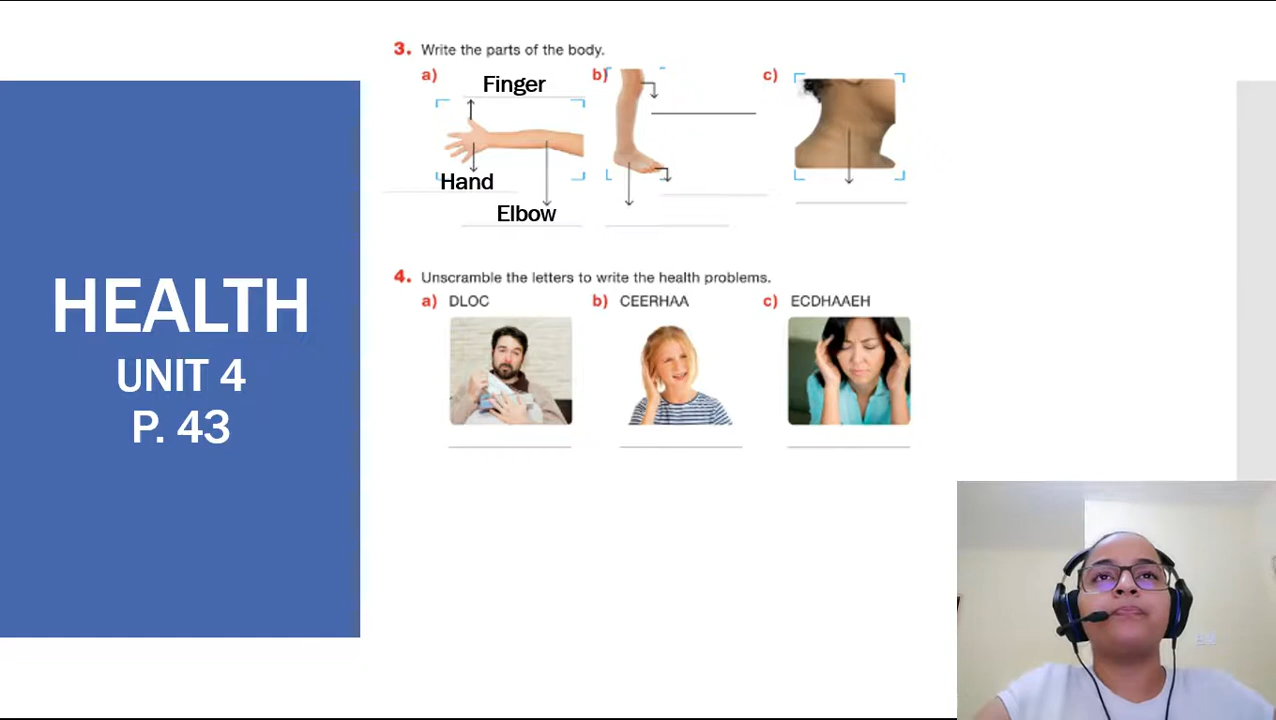 HEALTH
UNIT 4
P. 43
3. Write the parts of the body.
a)
Finger
Hand
Elbow
b)
c)
4. Unscramble the letters to write the health problems.
a) DLOC
b) CEERHAA
c) ECDHAAEH